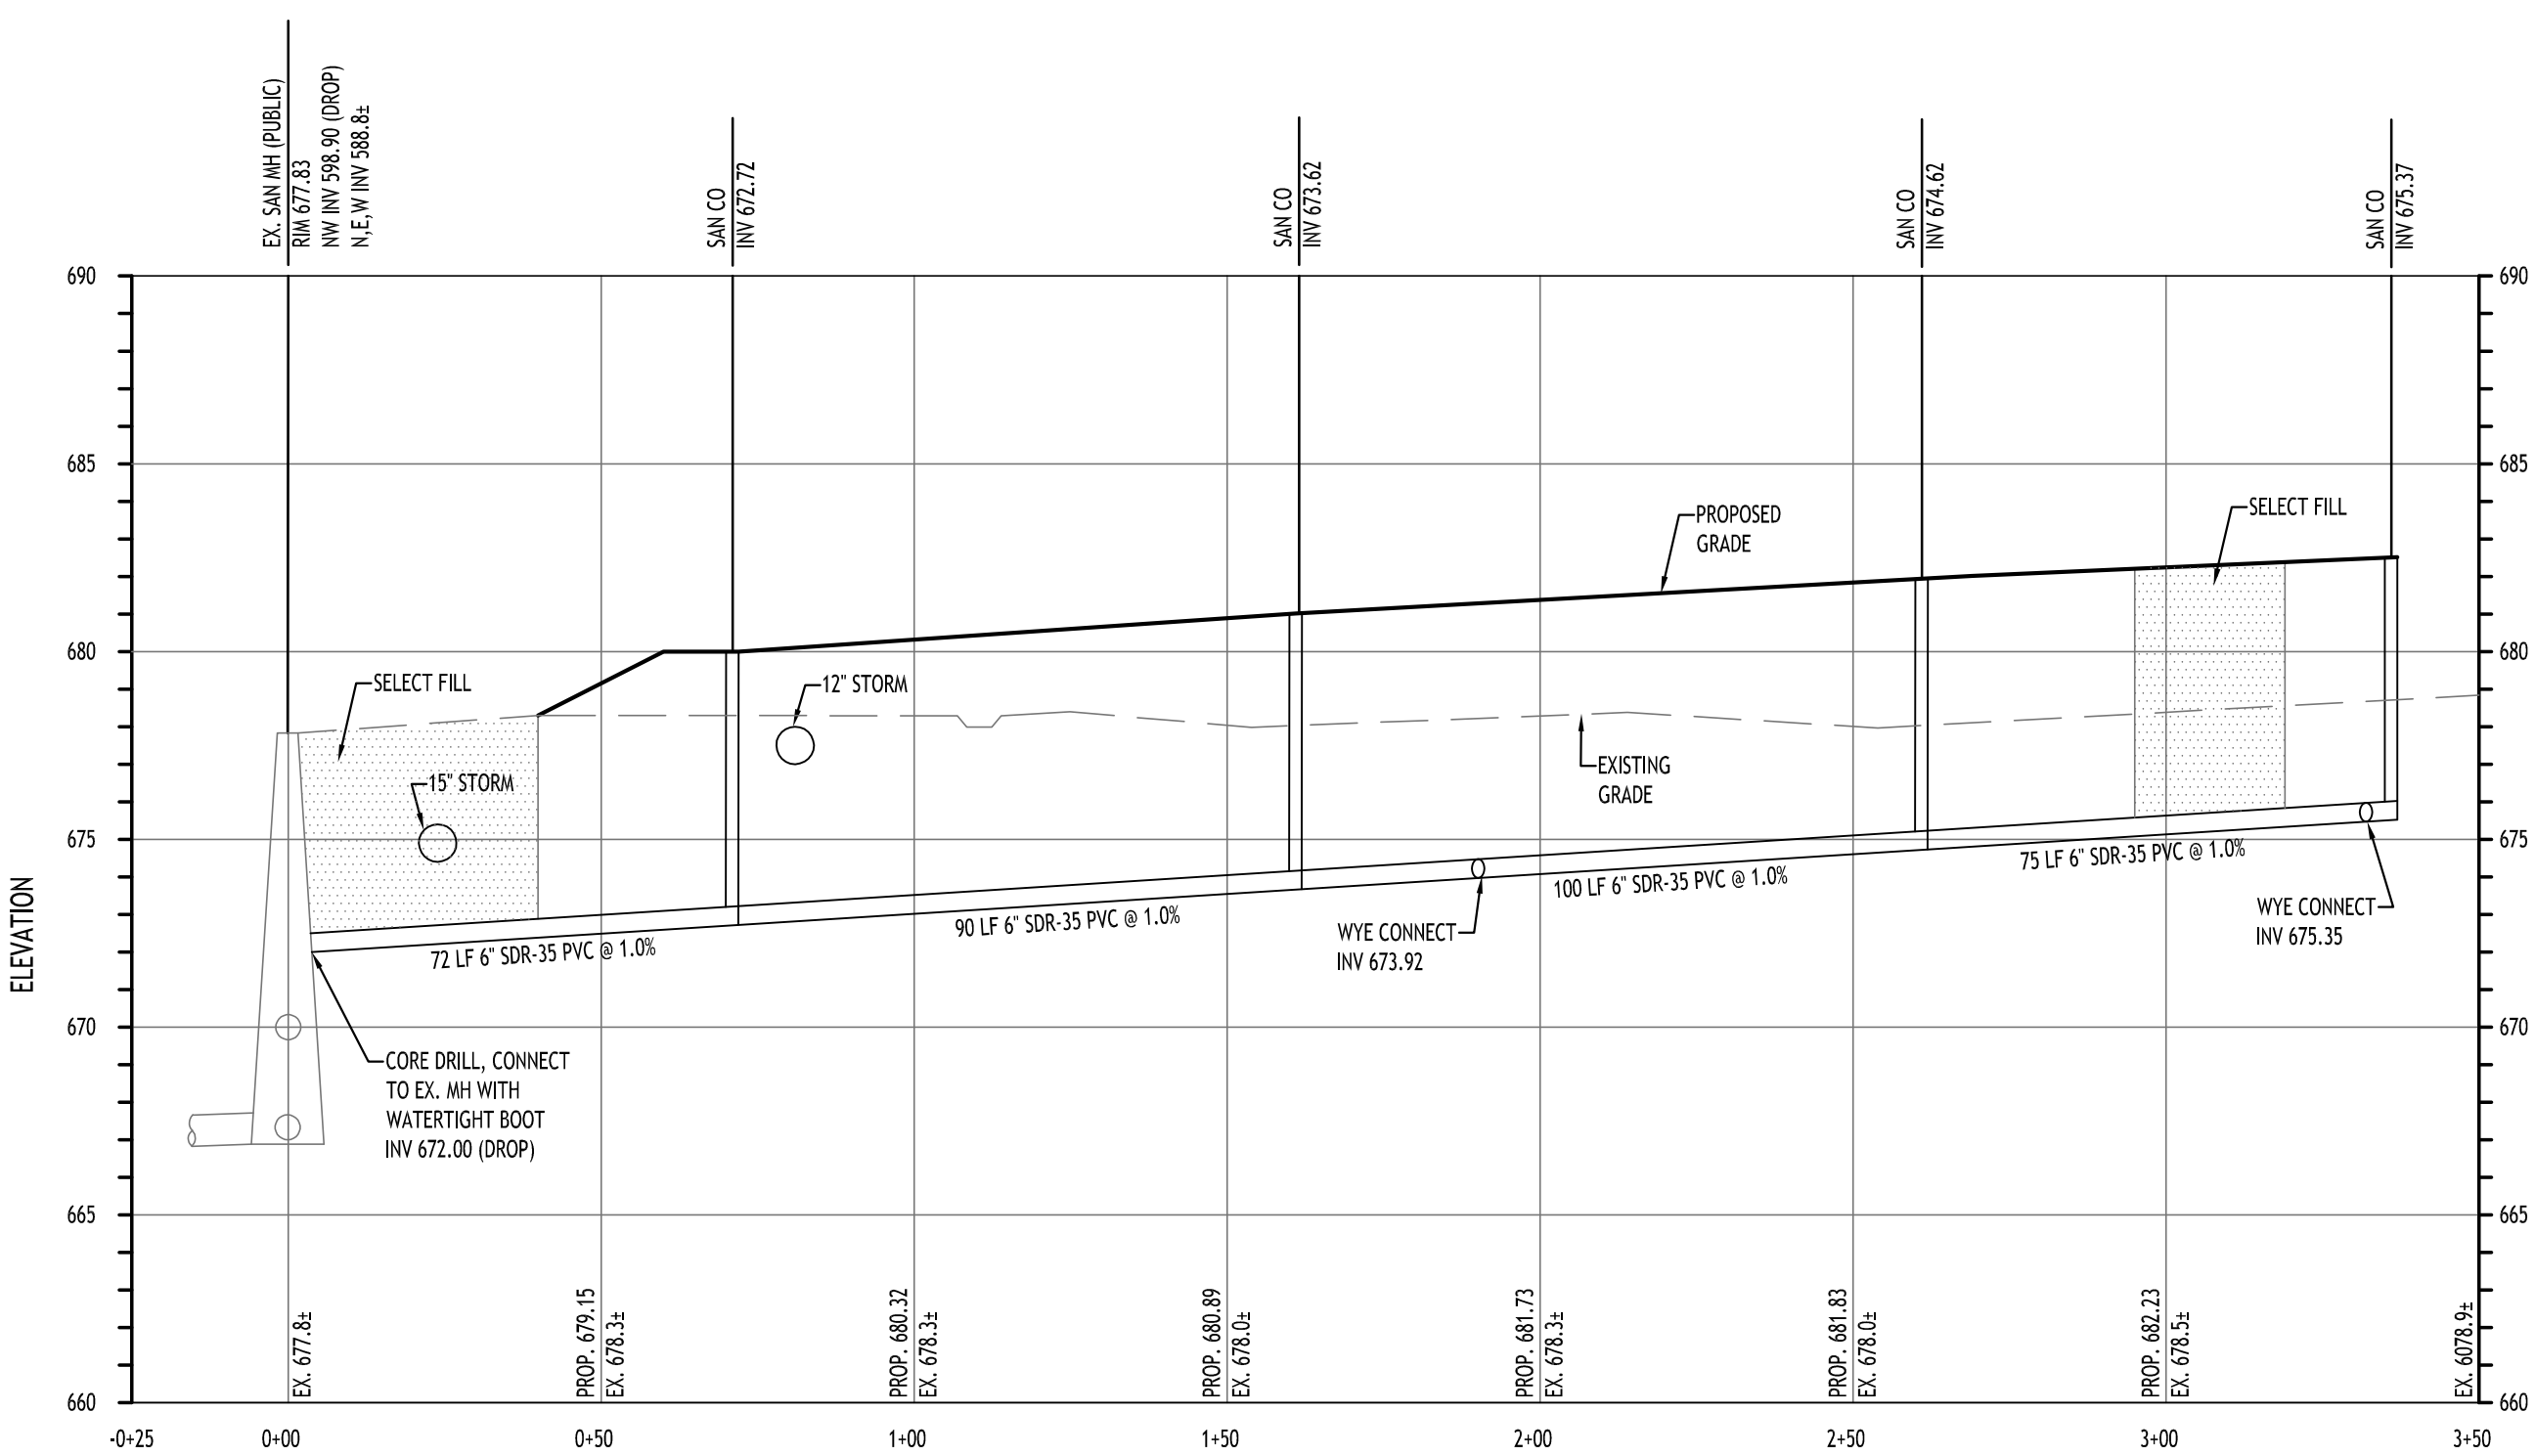 EX. SAN MH (PUBLIC)
RIM 677.83
NW INV 598.90 (DROP)
N,E,W INV 588.8±
SAN CO
INV 672.72
SAN CO
INV 673.62
SAN CO
INV 674.62
SAN CO
INV 675.37
690
690
685
685
PROPOSED
GRADE
SELECT FILL
680
680
SELECT FILL
12" STORM
15" STORM
EXISTING
GRADE
675
675
75 LF 6" SDR-35 PVC @ 1.0%
100 LF 6" SDR-35 PVC @ 1.0%
90 LF 6" SDR-35 PVC @ 1.0%
72 LF 6" SDR-35 PVC @ 1.0%
WYE CONNECT
INV 673.92
WYE CONNECT
INV 675.35
ELEVATION
670
670
CORE DRILL, CONNECT
TO EX. MH WITH
WATERTIGHT BOOT
INV 672.00 (DROP)
665
665
EX. 677.8±
PROP. 679.15
EX. 678.3±
PROP. 680.32
EX. 678.3±
PROP. 680.89
EX. 678.0±
PROP. 681.73
EX. 678.3±
PROP. 681.83
EX. 678.0±
PROP. 682.23
EX. 678.5±
EX. 6078.9±
660
660
-0+25
0+00
0+50
1+00
1+50
2+00
2+50
3+00
3+50